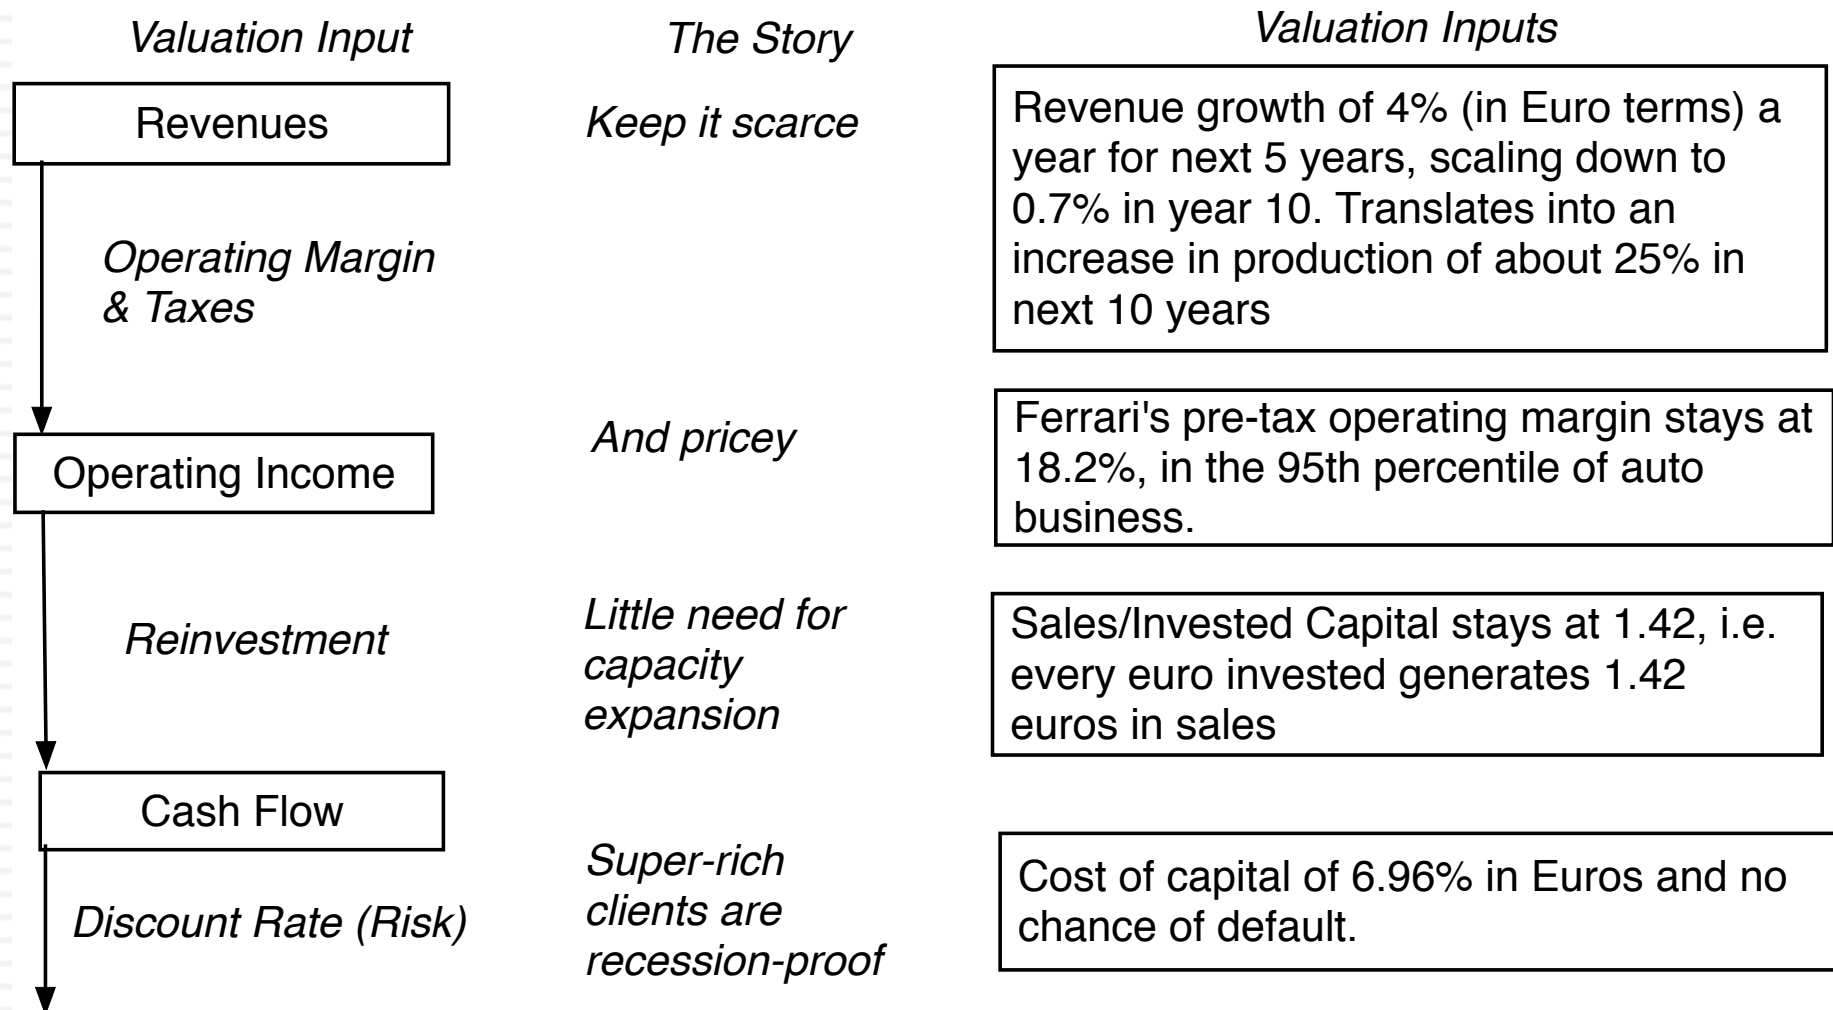 Valuation Input
The Story
Valuation Inputs
Revenues
Keep it scarce
Revenue growth of 4% (in Euro terms) a
year for next 5 years, scaling down to
0.7% in year 10. Translates into an
increase in production of about 25% in
next 10 years
Operating Margin
& Taxes
Operating Income
And pricey
Ferrari's pre-tax operating margin stays at
18.2%, in the 95th percentile of auto
business.
Reinvestment
Little need for
capacity
expansion
Sales/Invested Capital stays at 1.42, i.e.
every euro invested generates 1.42
euros in sales
Cash Flow
Discount Rate (Risk)
Super-rich
clients are
recession-proof
Cost of capital of 6.96% in Euros and no
chance of default.